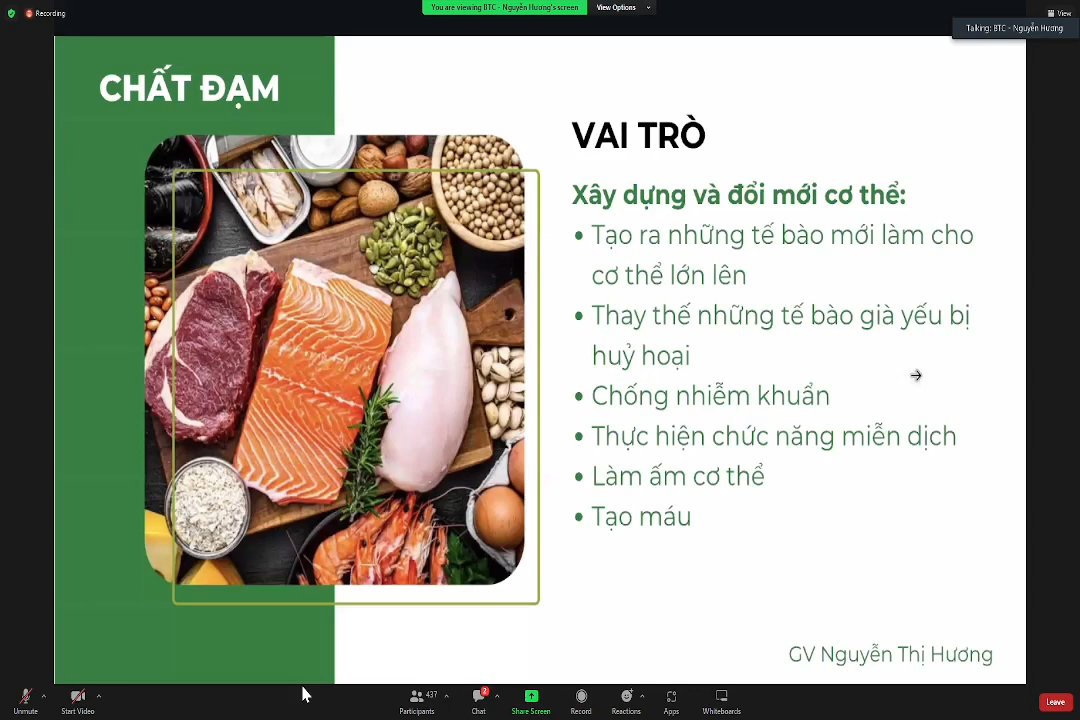 Recording
You are viewing BTC - Nguyễn Hương's screen
View Options
View
Talking: BTC - Nguyễn Hương
CHẤT ĐẠM
VAI TRÒ
Xây dựng và đổi mới cơ thể:
• Tạo ra những tế bào mới làm cho
cơ thể lớn lên
• Thay thế những tế bào già yếu bị
huỷ hoại
• Chống nhiễm khuẩn
• Thực hiện chức năng miễn dịch
• Làm ấm cơ thể
• Tạo máu
GV Nguyễn Thị Hương
Unmute
Start Video
437
Participants
2
Chat
Share Screen
Record
Reactions
Apps
Whiteboards
Leave